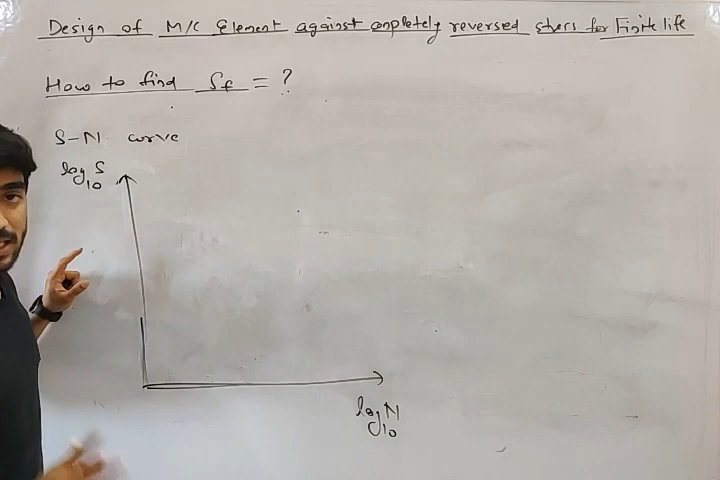 Design of M/C Element against completely reversed stress for Finite life
How to find Sf = ?
S-N curve
log10 S
log10 N